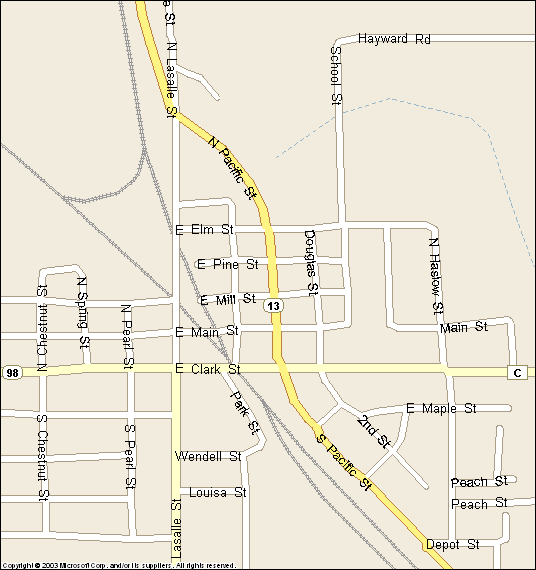 e St
Hayward Rd
N Lasalle St
School St
N Pacific St
E Elm St
Douglas St
N Haslow St
E Pine St
N Chestnut St
N Spring St
E Mill St
13
N Pearl St
E Main St
Main St
98
E Clark St
C
Park St
2nd St
E Maple St
S Chestnut St
S Pearl St
S Pacific St
Wendell St
Peach St
Louisa St
Peach St
Lasalle St
Depot St
Copyright © 2003 Microsoft Corp. and/or its suppliers. All rights reserved.